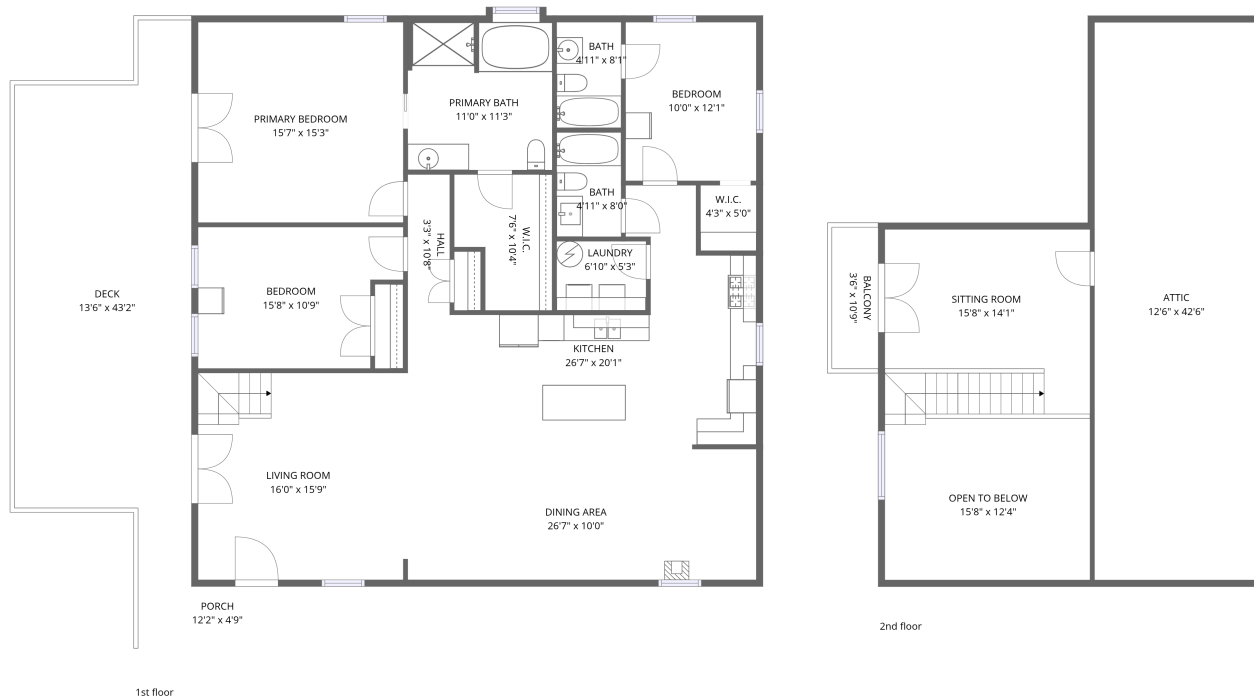 PRIMARY BEDROOM
15'7" x 15'3"
PRIMARY BATH
11'0" x 11'3"
BATH
4'11" x 8'1"
BEDROOM
10'0" x 12'1"
BATH
4'11" x 8'0"
W.I.C.
4'3" x 5'0"
HALL
3'3" x 10'8"
W.I.C.
7'6" x 10'4"
LAUNDRY
6'10" x 5'3"
DECK
13'6" x 43'2"
BEDROOM
15'8" x 10'9"
KITCHEN
26'7" x 20'1"
LIVING ROOM
16'0" x 15'9"
DINING AREA
26'7" x 10'0"
PORCH
12'2" x 4'9"
1st floor
BALCONY
3'6" x 10'9"
SITTING ROOM
15'8" x 14'1"
ATTIC
12'6" x 42'6"
OPEN TO BELOW
15'8" x 12'4"
2nd floor